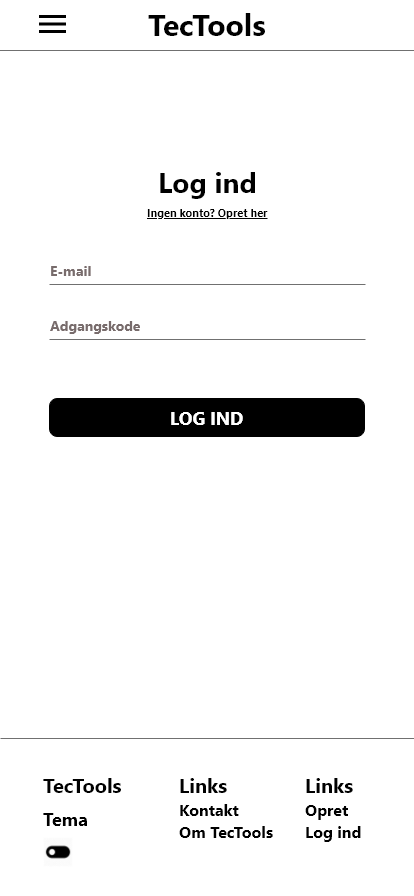 TecTools
Log ind
Ingen konto? Opret her
E-mail
Adgangskode
LOG IND
TecTools
Tema
Links
Kontakt
Om TecTools
Links
Opret
Log ind